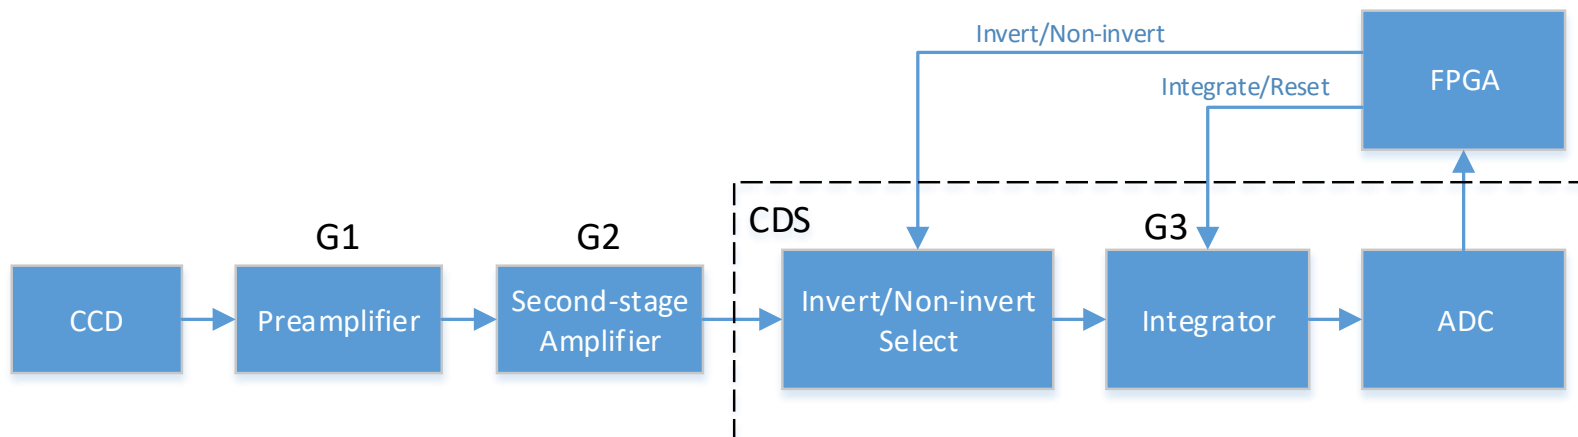 Invert/Non-invert
FPGA
Integrate/Reset
CDS
G1
G2
G3
CCD
Preamplifier
Second-stage
Amplifier
Invert/Non-invert
Select
Integrator
ADC